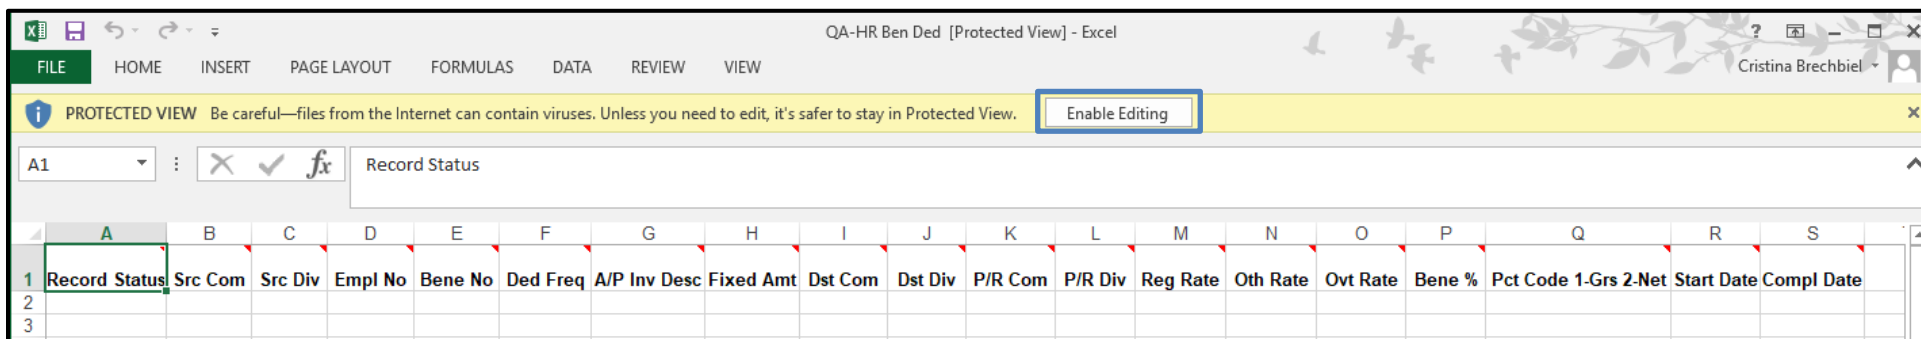 QA-HR Ben Ded [Protected View] - Excel
?
FILE HOME INSERT PAGE LAYOUT FORMULAS DATA REVIEW VIEW Cristina Brechbiel
PROTECTED VIEW Be careful—files from the Internet can contain viruses. Unless you need to edit, it's safer to stay in Protected View. Enable Editing
A1 fx Record Status
A B C D E F G H I J K L M N O P Q R S
1 Record Status Src Com Src Div Empl No Bene No Ded Freq A/P Inv Desc Fixed Amt Dst Com Dst Div P/R Com P/R Div Reg Rate Oth Rate Ovt Rate Bene % Pct Code 1-Grs 2-Net Start Date Compl Date
2
3